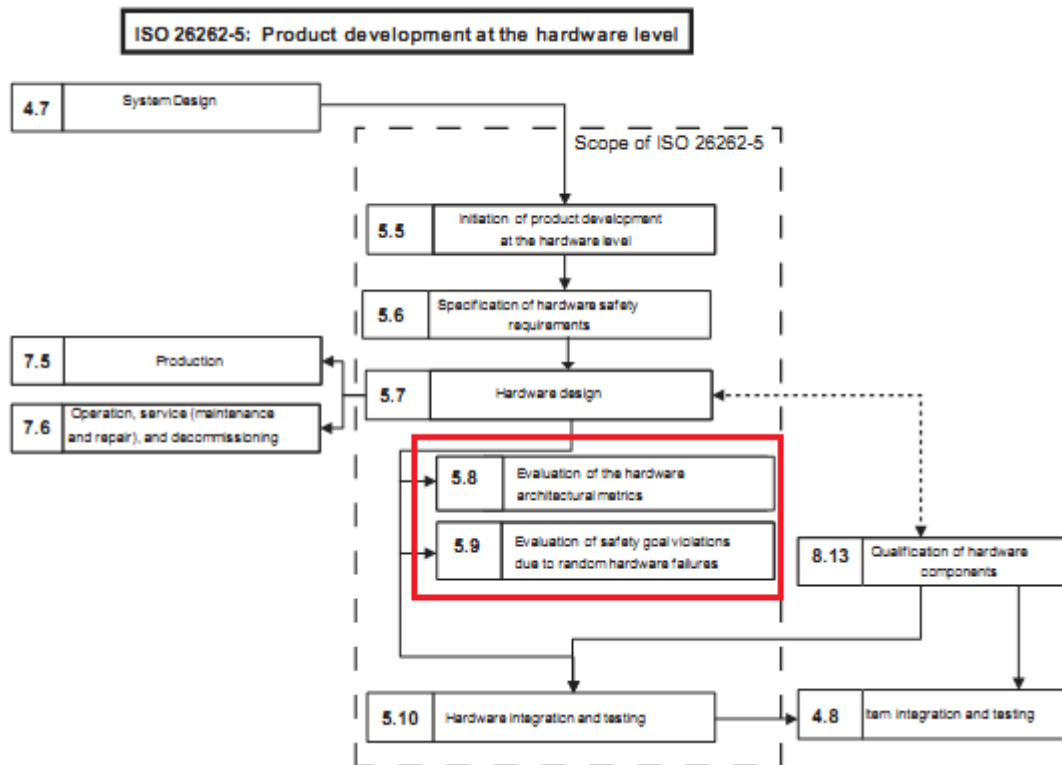 ISO 26262-5: Product development at the hardware level
4.7
System Design
Scope of ISO 26262-5
5.5
Initiation of product development
at the hardware level
5.6
Specification of hardware safety
requirements
7.5
Production
5.7
Hardware design
7.6
Operation, service (maintenance
and repair), and decommissioning
5.8
Evaluation of the hardware
architectural metrics
5.9
Evaluation of safety goal violations
due to random hardware failures
8.13
Qualification of hardware
components
5.10
Hardware integration and testing
4.8
Item integration and testing